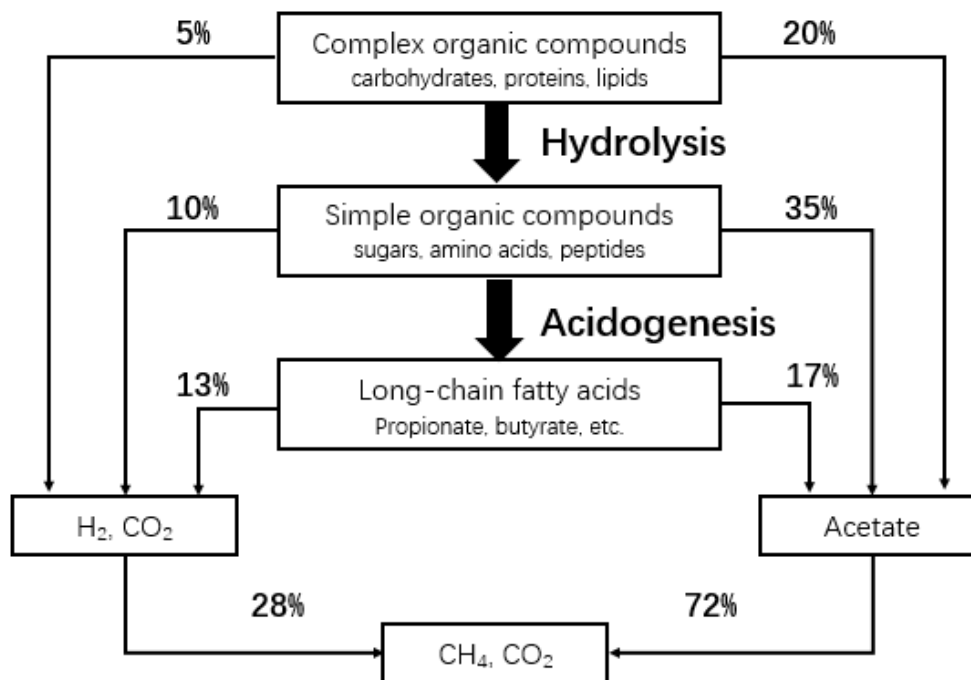 5%
Complex organic compounds
20%
carbohydrates, proteins, lipids
Hydrolysis
10%
Simple organic compounds
35%
sugars, amino acids, peptides
Acidogenesis
13%
Long-chain fatty acids
17%
Propionate, butyrate, etc.
H₂, CO₂
Acetate
28%
72%
CH₄, CO₂